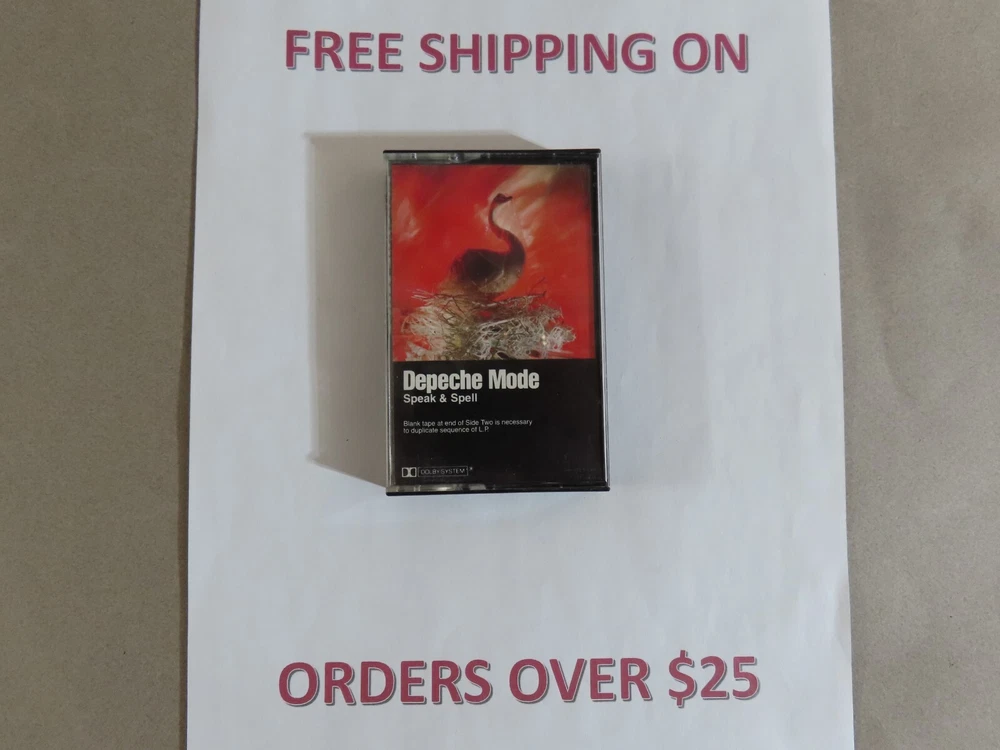 FREE SHIPPING ON
Depeche Mode
Speak & Spell
Blank tape at end of Side Two is necessary
to duplicate sequence of L.P.
DOLBY SYSTEM ®
ORDERS OVER $25